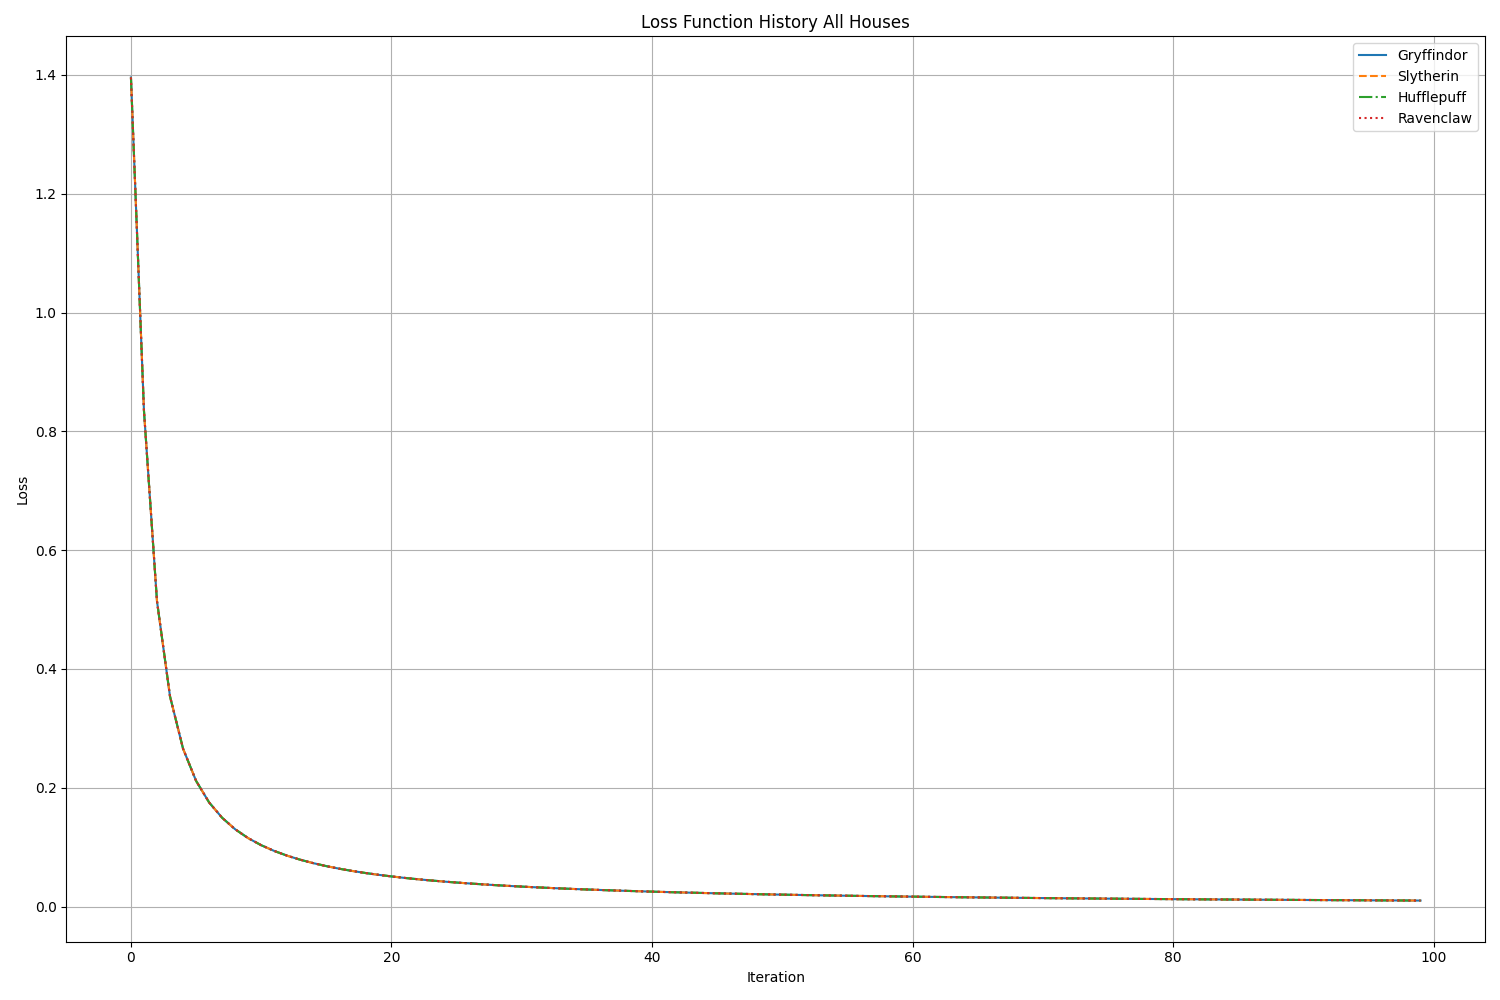 Loss Function History All Houses
Gryffindor
Slytherin
Hufflepuff
Ravenclaw
1.4
1.2
1.0
0.8
0.6
0.4
0.2
0.0
Loss
0 20 40 60 80 100
Iteration